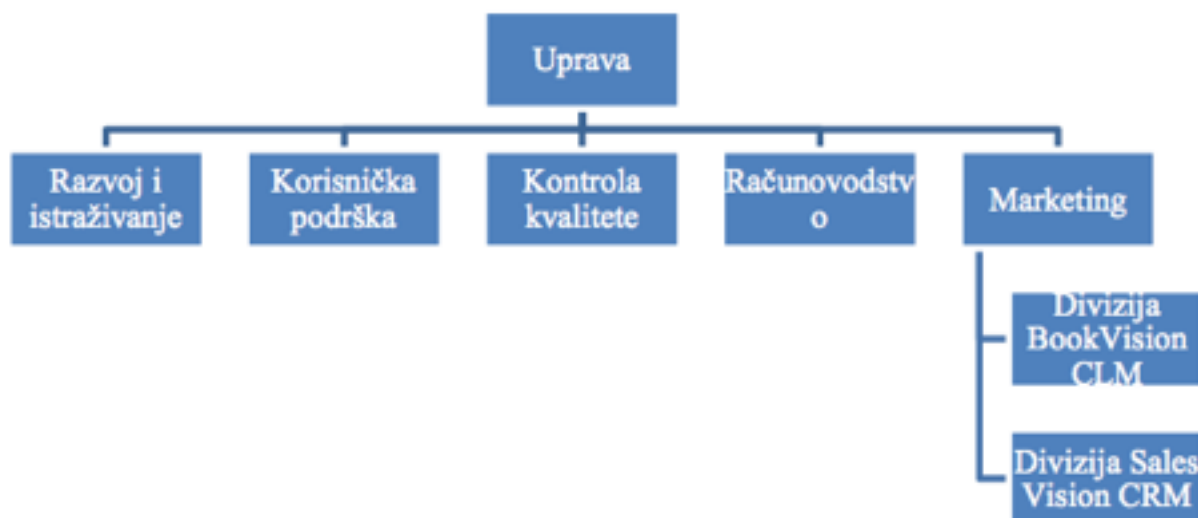 Uprava
Razvoj i
istraživanje
Korisnička
podrška
Kontrola
kvalitete
Računovodstv
o
Marketing
Divizija
BookVision
CLM
Divizija Sales
Vision CRM